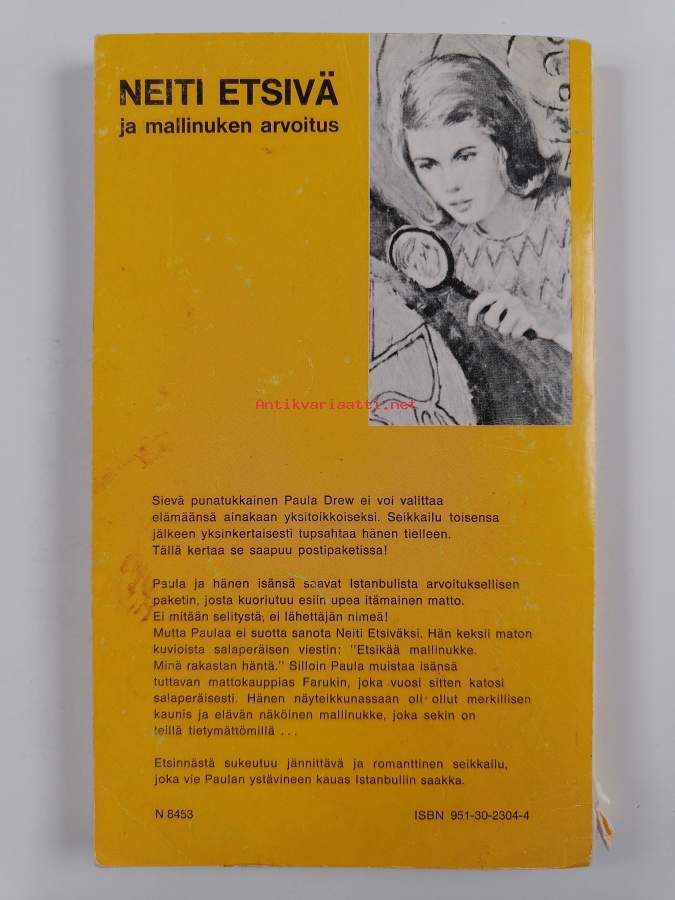 NEITI ETSIVÄ
ja mallinuken arvoitus
Antikvariaatti.net
Sievä punatukkainen Paula Drew ei voi valittaa
elämäänsä ainakaan yksitoikkoiseksi. Seikkailu toisensa
jälkeen yksinkertaisesti tupsahtaa hänen tielleen.
Tällä kertaa se saapuu postipaketissa!
Paula ja hänen isänsä saavat Istanbulista arvoituksellisen
paketin, josta kuoriutuu esiin upea itämainen matto.
Ei mitään selitystä, ei lähettäjän nimeä!
Mutta Paulaa ei suotta sanota Neiti Etsiväksi. Hän keksii maton
kuvioista salaperäisen viestin: "Etsikää mallinukke.
Minä rakastan häntä." Silloin Paula muistaa isänsä
tuttavan mattokauppias Farukin, joka vuosi sitten katosi
salaperäisesti. Hänen näyteikkunassaan oli ollut merkillisen
kaunis ja elävän näköinen mallinukke, joka sekin on
teillä tietymättömillä ...
Etsinnästä sukeutuu jännittävä ja romanttinen seikkailu,
joka vie Paulan ystävineen kauas Istanbuliin saakka.
N 8453
ISBN 951-30-2304-4